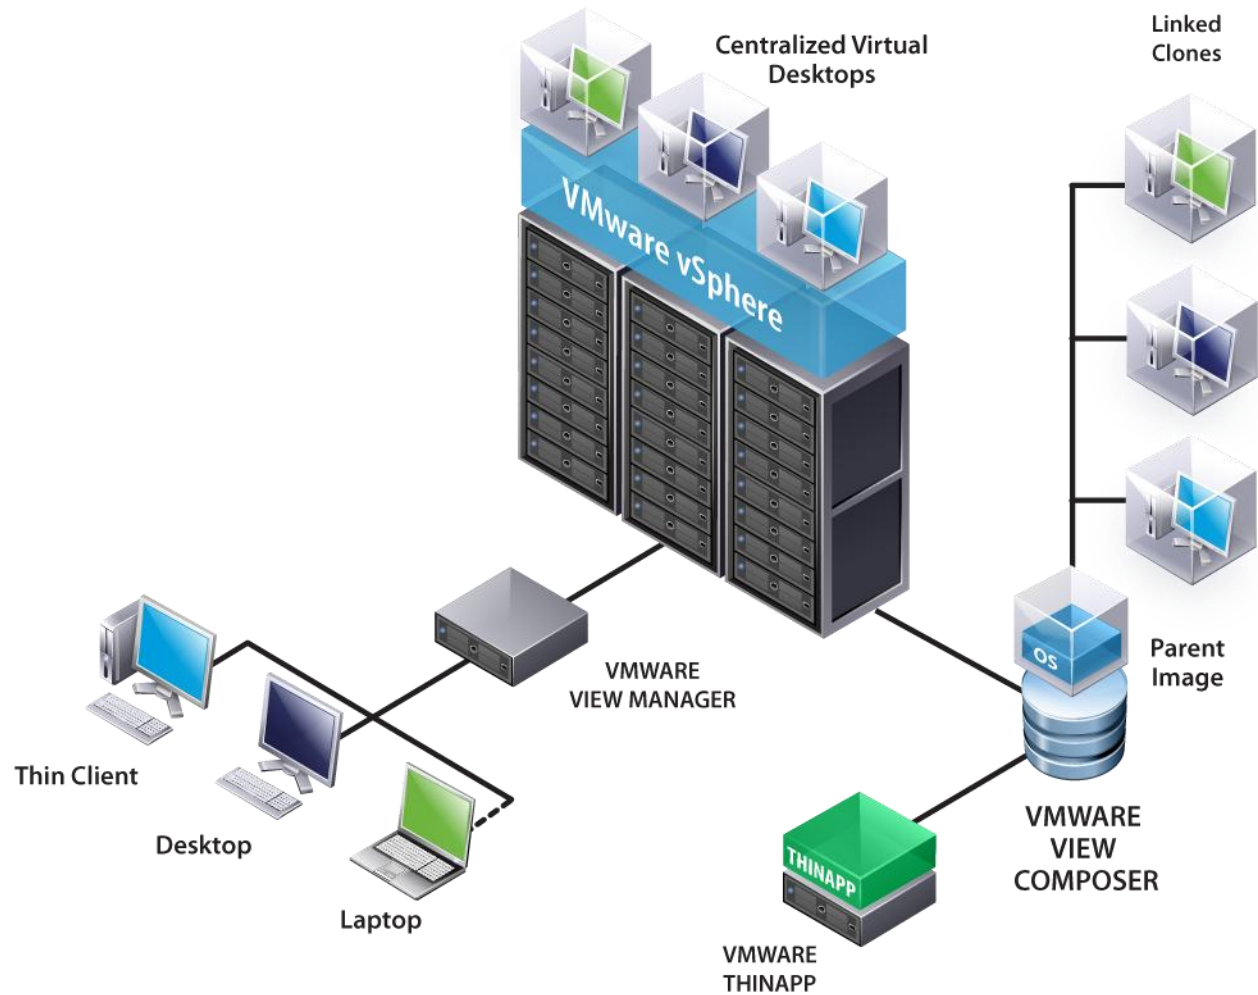 Centralized Virtual
Desktops
Linked
Clones
VMware vSphere
OS
Parent
Image
VMWARE
VIEW MANAGER
Thin Client
Desktop
Laptop
VMWARE
VIEW
COMPOSER
THINAPP
VMWARE
THINAPP